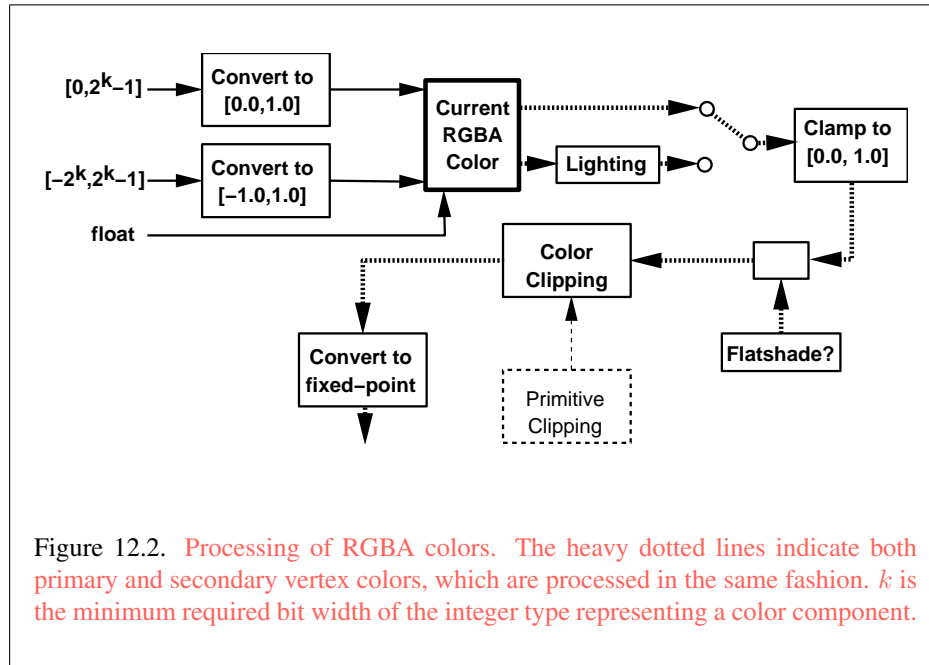 [0,2k−1]
Convert to
[0.0,1.0]
Current
RGBA
Color
Clamp to
[0.0, 1.0]
[−2k,2k−1]
Convert to
[−1.0,1.0]
Lighting
float
Color
Clipping
Convert to
fixed−point
Flatshade?
Primitive
Clipping
Figure 12.2. Processing of RGBA colors. The heavy dotted lines indicate both
primary and secondary vertex colors, which are processed in the same fashion. k is
the minimum required bit width of the integer type representing a color component.